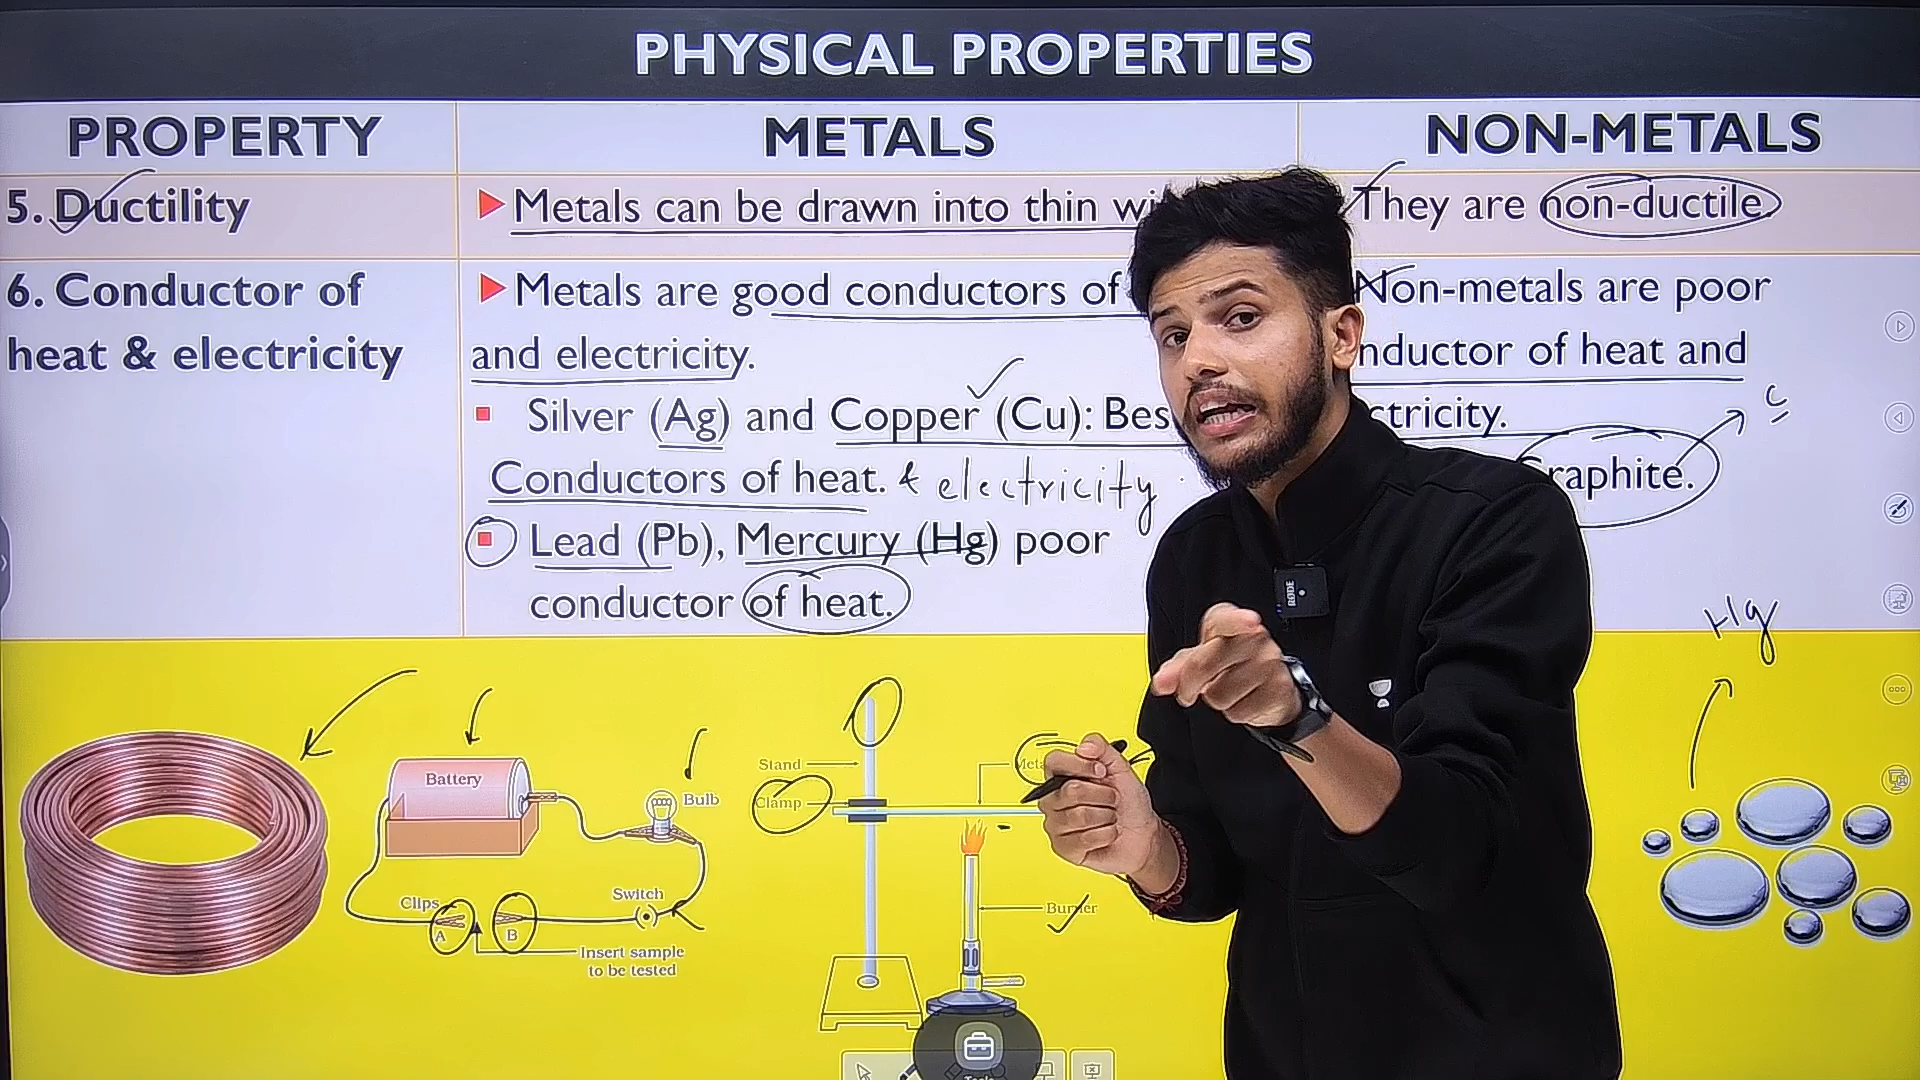 PHYSICAL PROPERTIES
PROPERTY
METALS
NON-METALS
5. Ductility
Metals can be drawn into thin
They are non-ductile.
6. Conductor of
heat & electricity
Metals are good conductors of
and electricity.
Silver (Ag) and Copper (Cu): Bes
Conductors of heat. & electricity
Lead (Pb), Mercury (Hg) poor
conductor of heat.
Non-metals are poor
nductor of heat and
ctricity.
raphite.
C
Hg
Battery
Bulb
Clips
A
B
Switch
Insert sample
to be tested
Stand
Clamp
Meta
Burner
RØDE